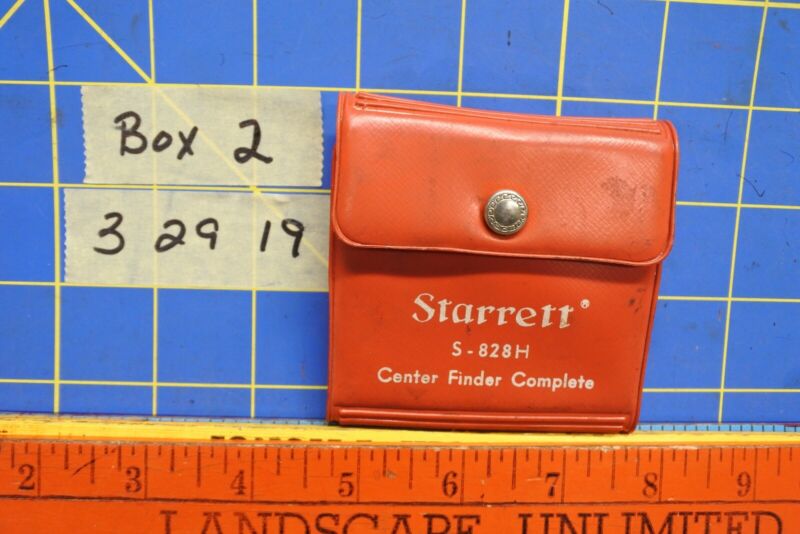 Box 2
3 29 19
Starrett®
S-828H
Center Finder Complete
2 3 4 5 6 7 8 9
LANDSCAPE UNLIMITED